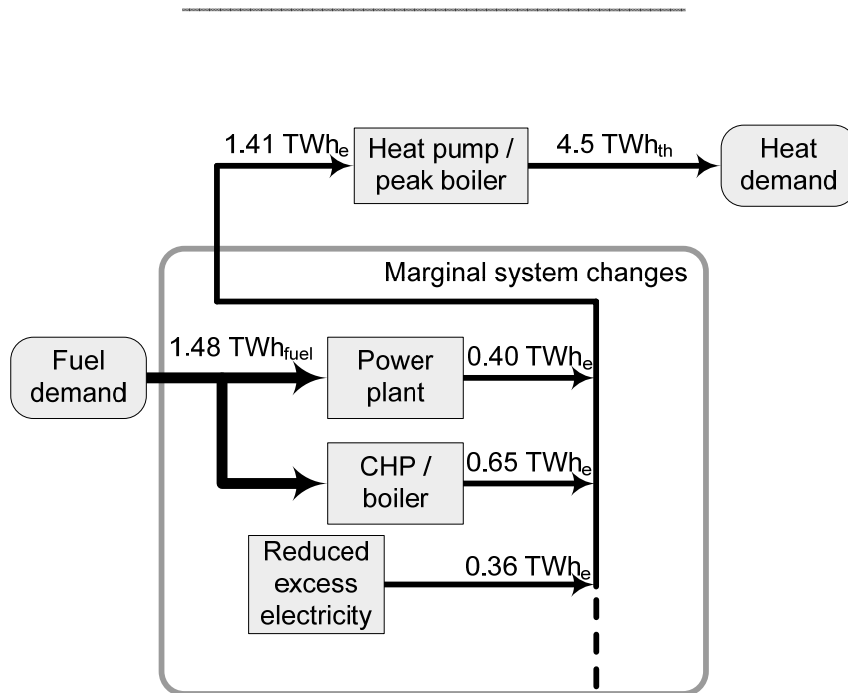 1.41 TWhe
Heat pump /
peak boiler
4.5 TWhth
Heat
demand
Marginal system changes
Fuel
demand
1.48 TWhfuel
Power
plant
0.40 TWhe
CHP /
boiler
0.65 TWhe
Reduced
excess
electricity
0.36 TWhe